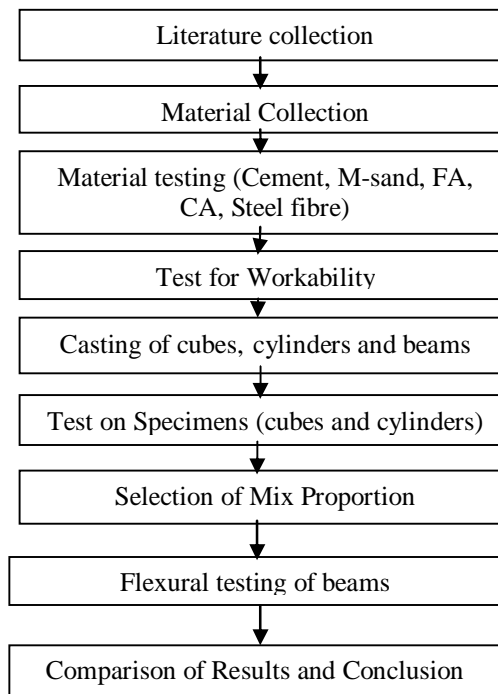 Literature collection
Material Collection
Material testing (Cement, M-sand, FA,
CA, Steel fibre)
Test for Workability
Casting of cubes, cylinders and beams
Test on Specimens (cubes and cylinders)
Selection of Mix Proportion
Flexural testing of beams
Comparison of Results and Conclusion